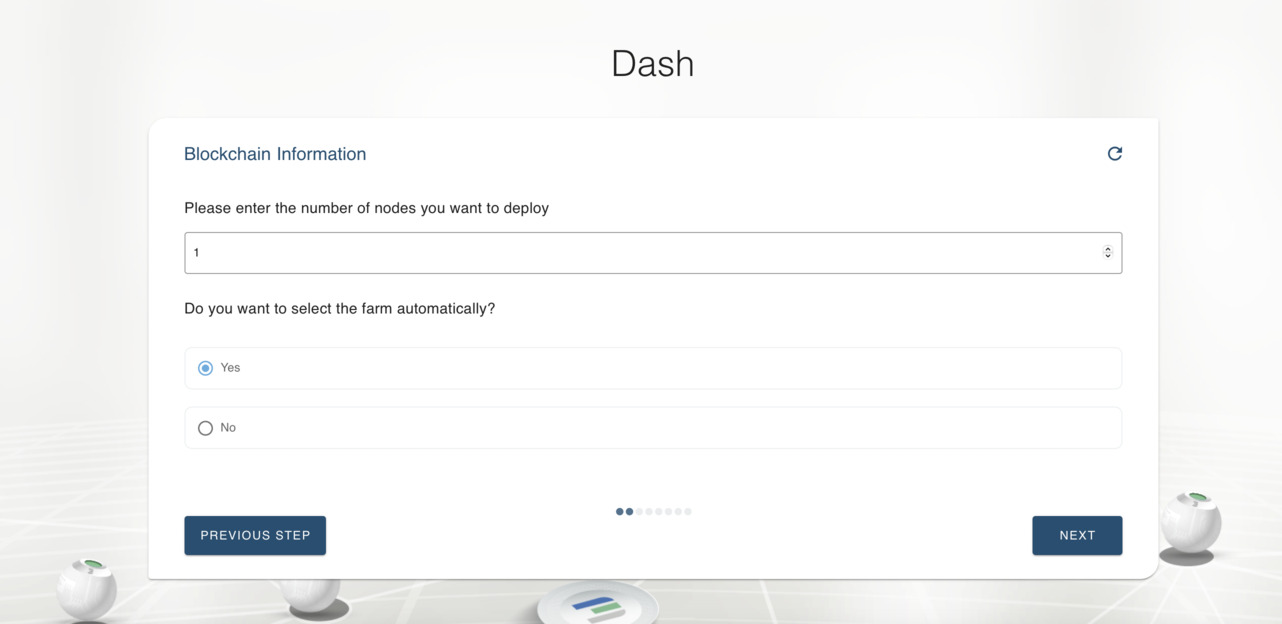 Dash
Blockchain Information
Please enter the number of nodes you want to deploy
1
Do you want to select the farm automatically?
Yes
No
PREVIOUS STEP
NEXT